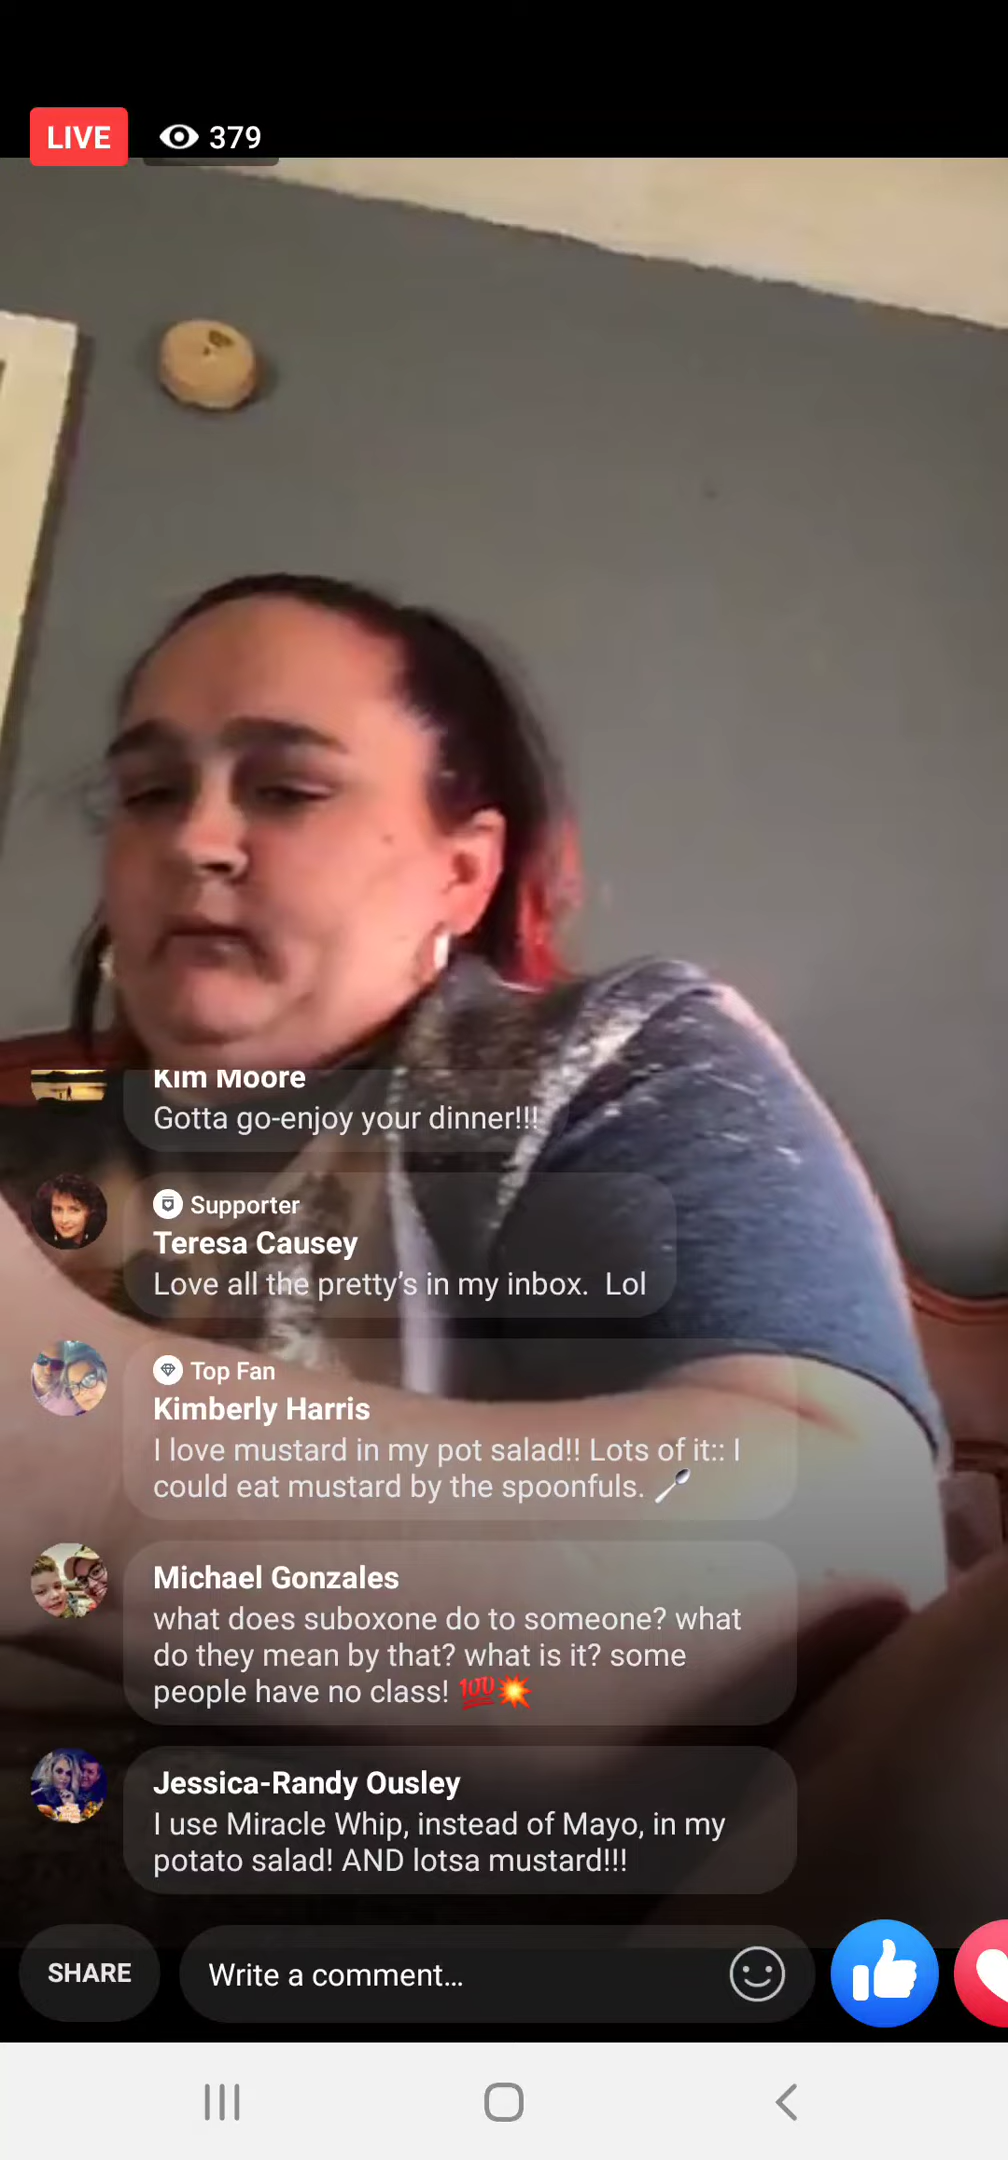 LIVE 379
Kim Moore
Gotta go-enjoy your dinner!!!
Supporter
Teresa Causey
Love all the pretty’s in my inbox. Lol
Top Fan
Kimberly Harris
I love mustard in my pot salad!! Lots of it:: I
could eat mustard by the spoonfuls. 🥄
Michael Gonzales
what does suboxone do to someone? what
do they mean by that? what is it? some
people have no class! 💯💥
Jessica-Randy Ousley
I use Miracle Whip, instead of Mayo, in my
potato salad! AND lotsa mustard!!!
SHARE
Write a comment...